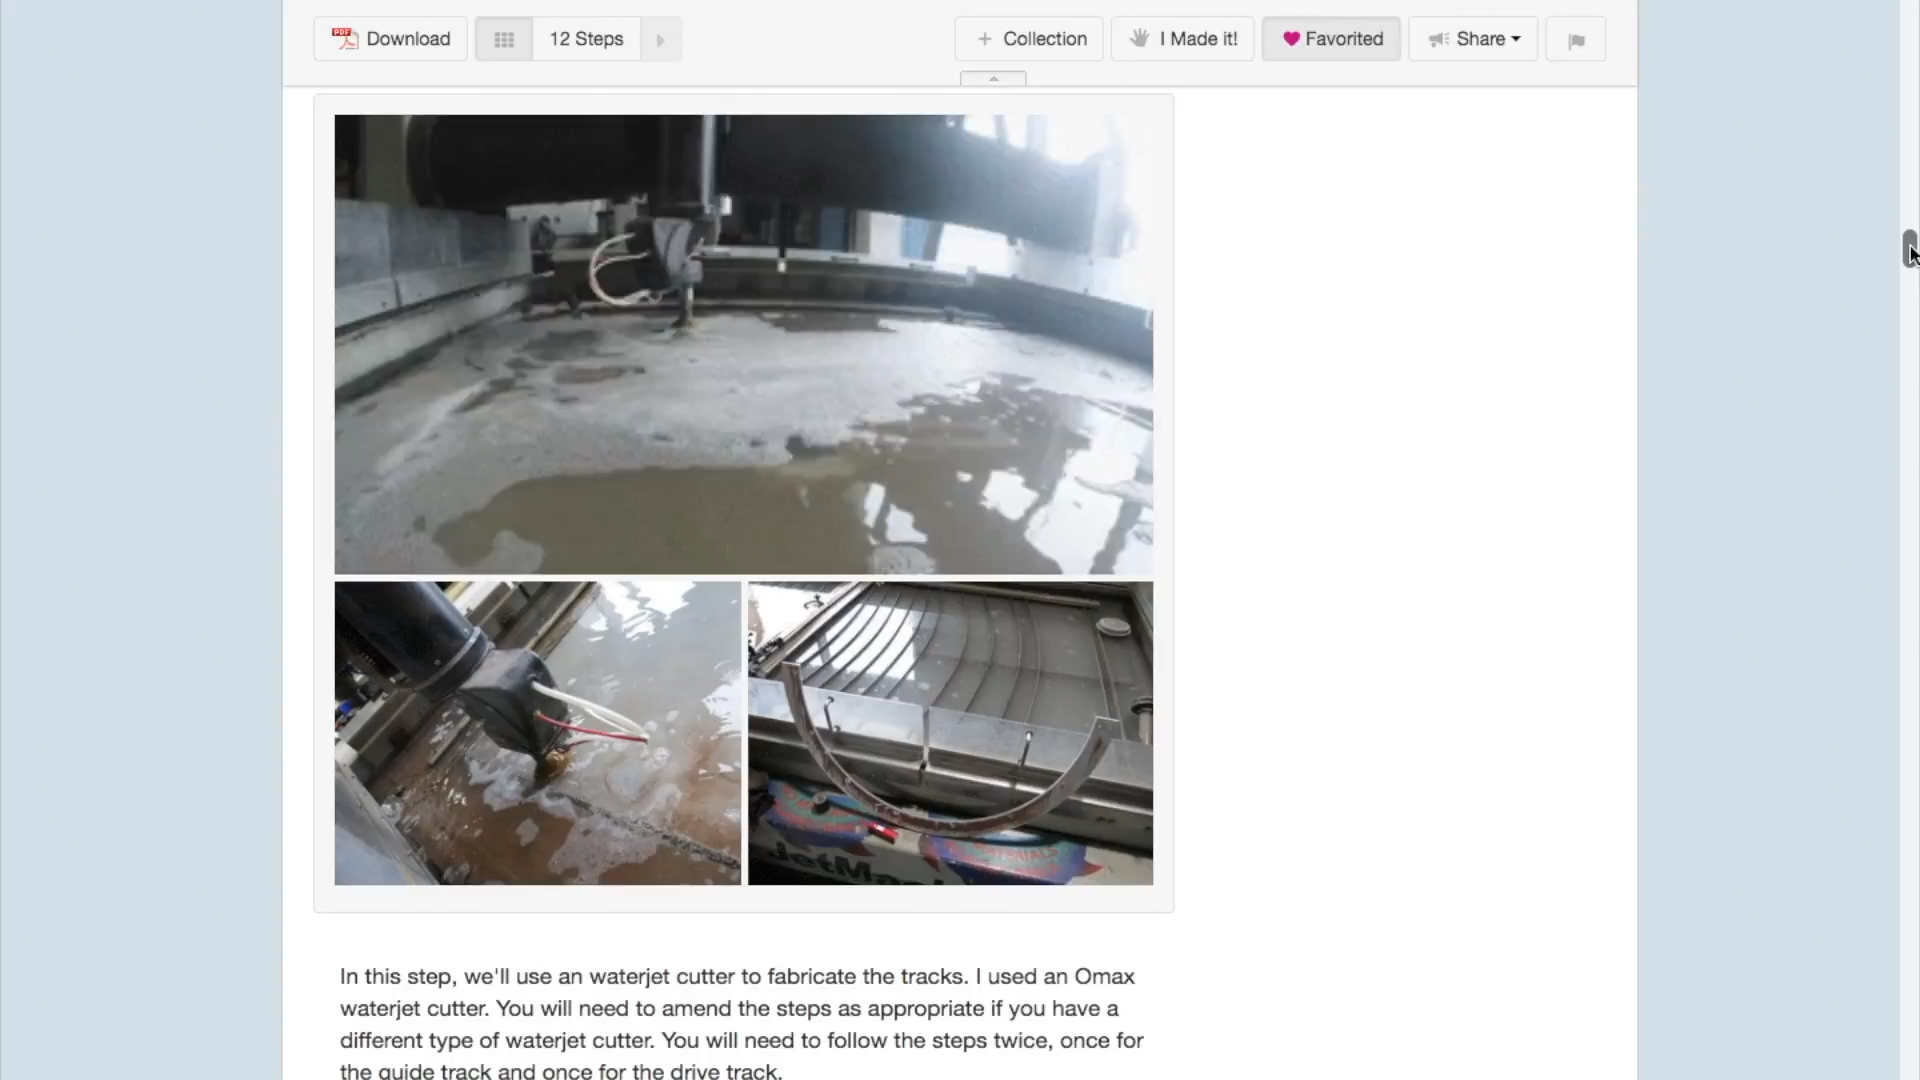 PDF Download 12 Steps + Collection I Made it! Favorited Share
JetMa
In this step, we'll use an waterjet cutter to fabricate the tracks. I used an Omax
waterjet cutter. You will need to amend the steps as appropriate if you have a
different type of waterjet cutter. You will need to follow the steps twice, once for
the guide track and once for the drive track.